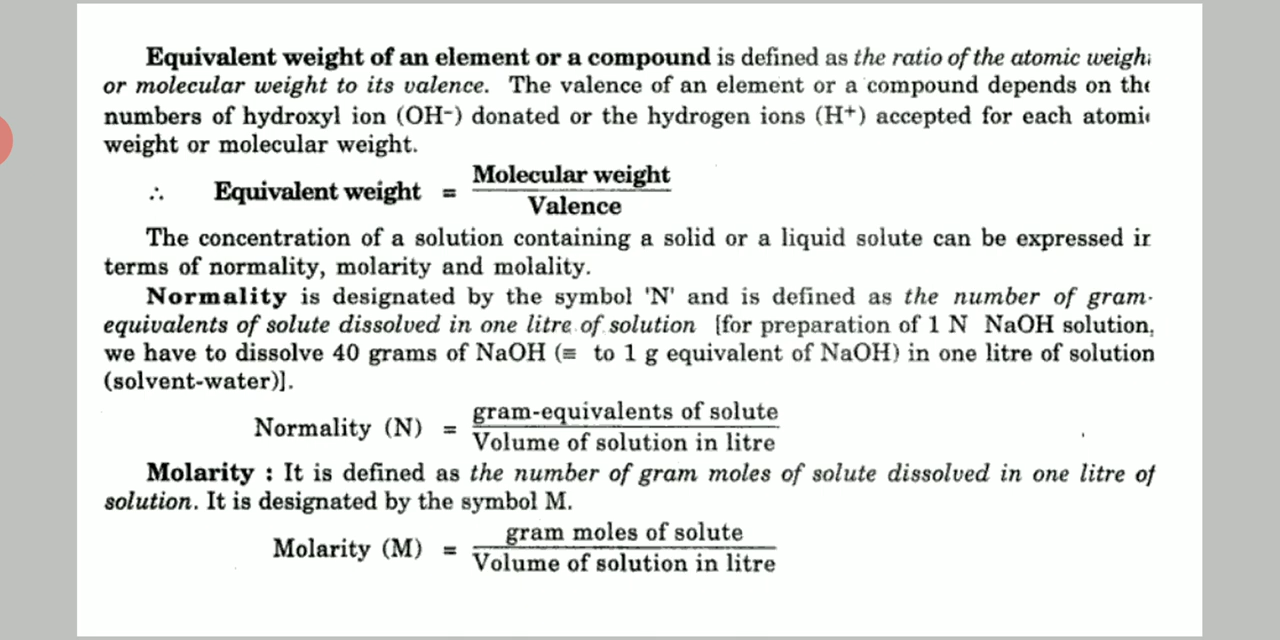 Equivalent weight of an element or a compound is defined as the ratio of the atomic weigh
or molecular weight to its valence. The valence of an element or a compound depends on the
numbers of hydroxyl ion (OH⁻) donated or the hydrogen ions (H⁺) accepted for each atomi
weight or molecular weight.
∴ Equivalent weight = Molecular weight
Valence
The concentration of a solution containing a solid or a liquid solute can be expressed in
terms of normality, molarity and molality.
Normality is designated by the symbol 'N' and is defined as the number of gram-
equivalents of solute dissolved in one litre of solution [for preparation of 1 N NaOH solution,
we have to dissolve 40 grams of NaOH (≡ to 1 g equivalent of NaOH) in one litre of solution
(solvent-water)].
Normality (N) = gram-equivalents of solute
Volume of solution in litre
Molarity : It is defined as the number of gram moles of solute dissolved in one litre of
solution. It is designated by the symbol M.
Molarity (M) = gram moles of solute
Volume of solution in litre